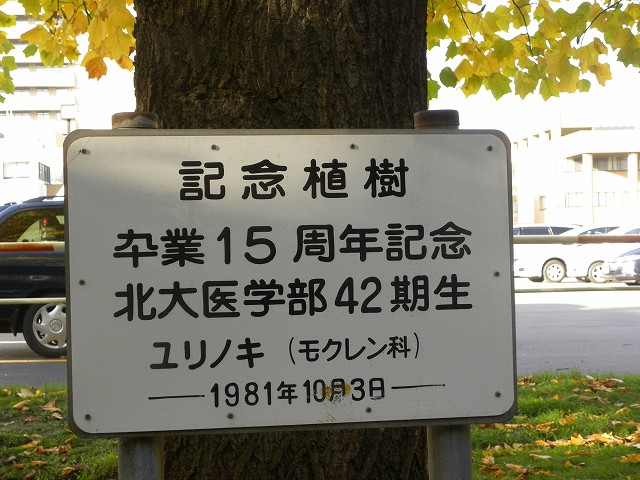 記念植樹
卒業15周年記念
北大医学部42期生
ユリノキ（モクレン科）
1981年10月3日